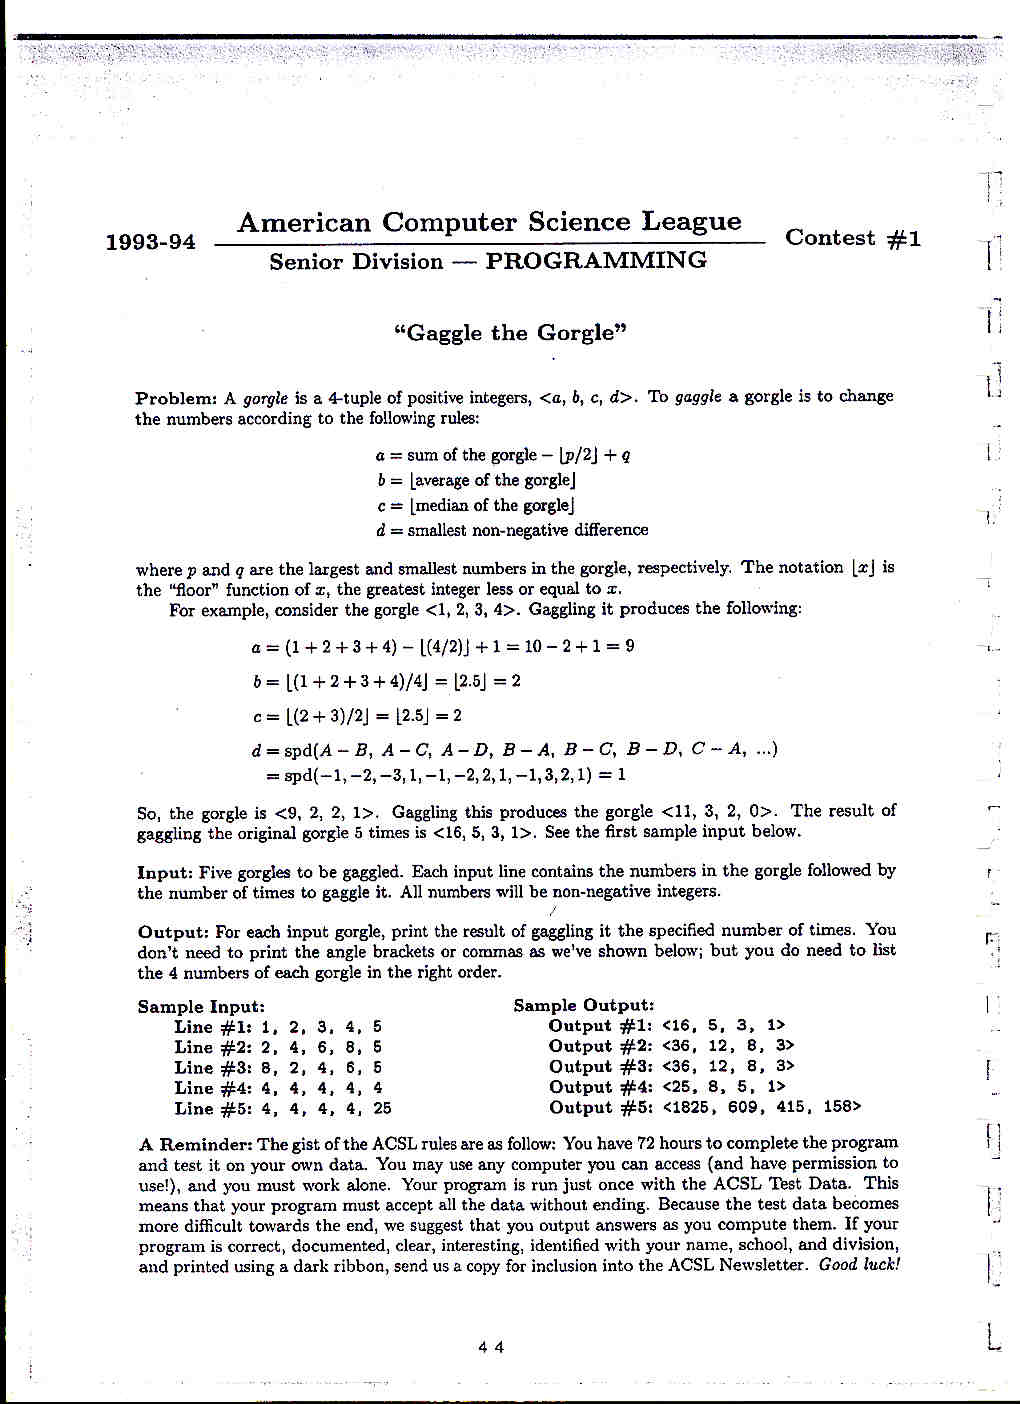 American Computer Science League
1993-94
Contest #1
Senior Division — PROGRAMMING
“Gaggle the Gorgle”
Problem: A gorgle is a 4-tuple of positive integers, <a, b, c, d>. To gaggle a gorgle is to change
the numbers according to the following rules:
a = sum of the gorgle − ⌊p/2⌋ + q
b = ⌊average of the gorgle⌋
c = ⌊median of the gorgle⌋
d = smallest non-negative difference
where p and q are the largest and smallest numbers in the gorgle, respectively. The notation ⌊x⌋ is
the “floor” function of x, the greatest integer less or equal to x.
For example, consider the gorgle <1, 2, 3, 4>. Gaggling it produces the following:
a = (1 + 2 + 3 + 4) − ⌊(4/2)⌋ + 1 = 10 − 2 + 1 = 9
b = ⌊(1 + 2 + 3 + 4)/4⌋ = ⌊2.5⌋ = 2
c = ⌊(2 + 3)/2⌋ = ⌊2.5⌋ = 2
d = spd(A − B, A − C, A − D, B − A, B − C, B − D, C − A, ...)
= spd(−1, −2, −3, 1, −1, −2, 2, 1, −1, 3, 2, 1) = 1
So, the gorgle is <9, 2, 2, 1>. Gaggling this produces the gorgle <11, 3, 2, 0>. The result of
gaggling the original gorgle 5 times is <16, 5, 3, 1>. See the first sample input below.
Input: Five gorgles to be gaggled. Each input line contains the numbers in the gorgle followed by
the number of times to gaggle it. All numbers will be non-negative integers.
Output: For each input gorgle, print the result of gaggling it the specified number of times. You
don't need to print the angle brackets or commas as we've shown below; but you do need to list
the 4 numbers of each gorgle in the right order.
Sample Input:
Line #1: 1, 2, 3, 4, 5
Line #2: 2, 4, 6, 8, 5
Line #3: 8, 2, 4, 6, 5
Line #4: 4, 4, 4, 4, 4
Line #5: 4, 4, 4, 4, 25
Sample Output:
Output #1: <16, 5, 3, 1>
Output #2: <36, 12, 8, 3>
Output #3: <36, 12, 8, 3>
Output #4: <25, 8, 5, 1>
Output #5: <1825, 609, 415, 158>
A Reminder: The gist of the ACSL rules are as follow: You have 72 hours to complete the program
and test it on your own data. You may use any computer you can access (and have permission to
use!), and you must work alone. Your program is run just once with the ACSL Test Data. This
means that your program must accept all the data without ending. Because the test data becomes
more difficult towards the end, we suggest that you output answers as you compute them. If your
program is correct, documented, clear, interesting, identified with your name, school, and division,
and printed using a dark ribbon, send us a copy for inclusion into the ACSL Newsletter. Good luck!
4 4